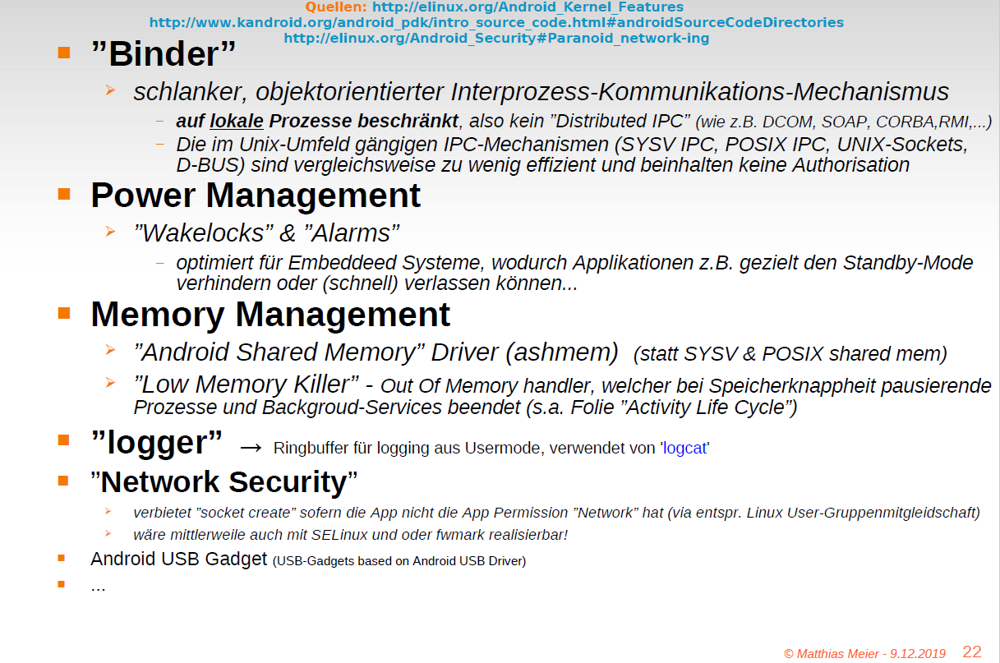 Quellen: http://elinux.org/Android_Kernel_Features
http://www.kandroid.org/android_pdk/intro_source_code.html#androidSourceCodeDirectories
http://elinux.org/Android_Security#Paranoid_network-ing
■ ”Binder”
➢ schlanker, objektorientierter Interprozess-Kommunikations-Mechanismus
– auf lokale Prozesse beschränkt, also kein ”Distributed IPC” (wie z.B. DCOM, SOAP, CORBA,RMI,...)
– Die im Unix-Umfeld gängigen IPC-Mechanismen (SYSV IPC, POSIX IPC, UNIX-Sockets,
D-BUS) sind vergleichsweise zu wenig effizient und beinhalten keine Authorisation
■ Power Management
➢ ”Wakelocks” & ”Alarms”
– optimiert für Embeddeed Systeme, wodurch Applikationen z.B. gezielt den Standby-Mode
verhindern oder (schnell) verlassen können...
■ Memory Management
➢ ”Android Shared Memory” Driver (ashmem) (statt SYSV & POSIX shared mem)
➢ ”Low Memory Killer” - Out Of Memory handler, welcher bei Speicherknappheit pausierende
Prozesse und Backgroud-Services beendet (s.a. Folie ”Activity Life Cycle”)
■ ”logger” → Ringbuffer für logging aus Usermode, verwendet von 'logcat'
■ ”Network Security”
➢ verbietet ”socket create” sofern die App nicht die App Permission ”Network” hat (via entspr. Linux User-Gruppenmitgleidschaft)
➢ wäre mittlerweile auch mit SELinux und oder fwmark realisierbar!
■ Android USB Gadget (USB-Gadgets based on Android USB Driver)
■ ...
© Matthias Meier - 9.12.2019 22